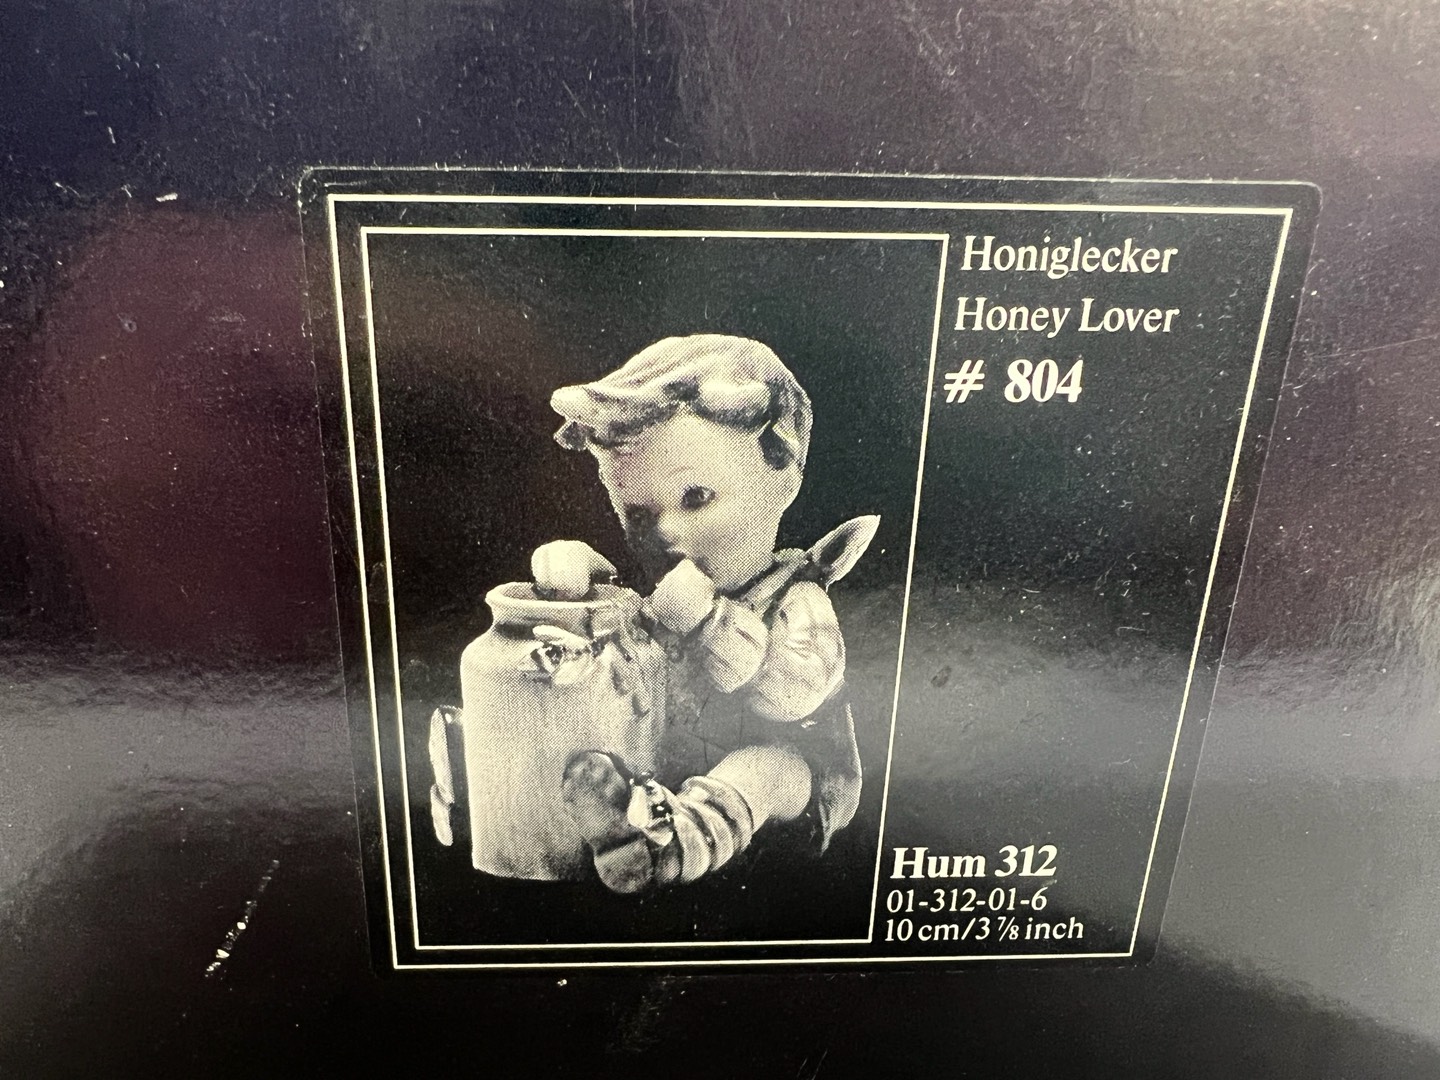 Honiglecker
Honey Lover
# 804
Hum 312
01-312-01-6
10 cm/3 ⅞ inch